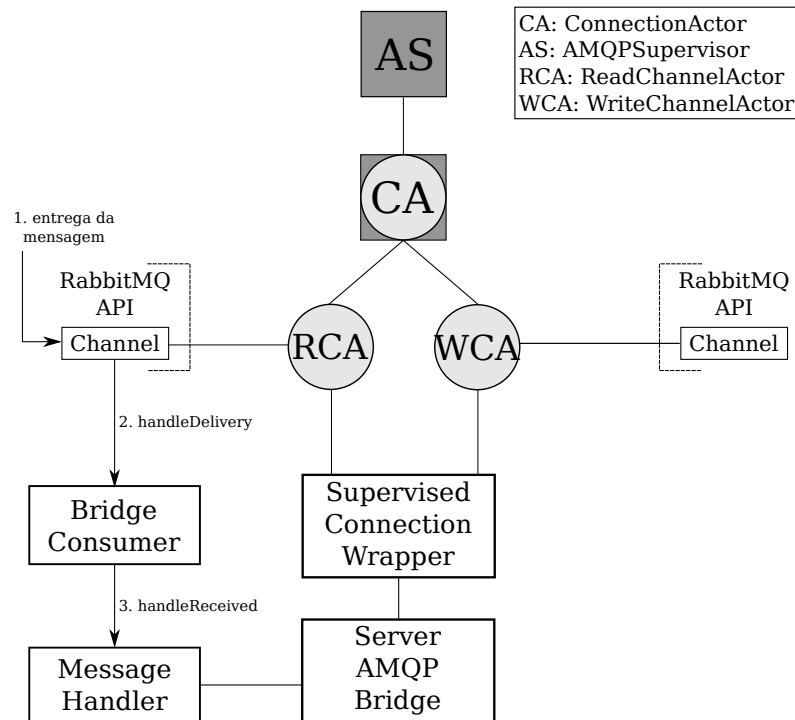 AS
CA: ConnectionActor
AS: AMQPSupervisor
RCA: ReadChannelActor
WCA: WriteChannelActor
CA
1. entrega da
mensagem
RabbitMQ
API
Channel
RCA
WCA
RabbitMQ
API
Channel
2. handleDelivery
Bridge
Consumer
Supervised
Connection
Wrapper
3. handleReceived
Message
Handler
Server
AMQP
Bridge